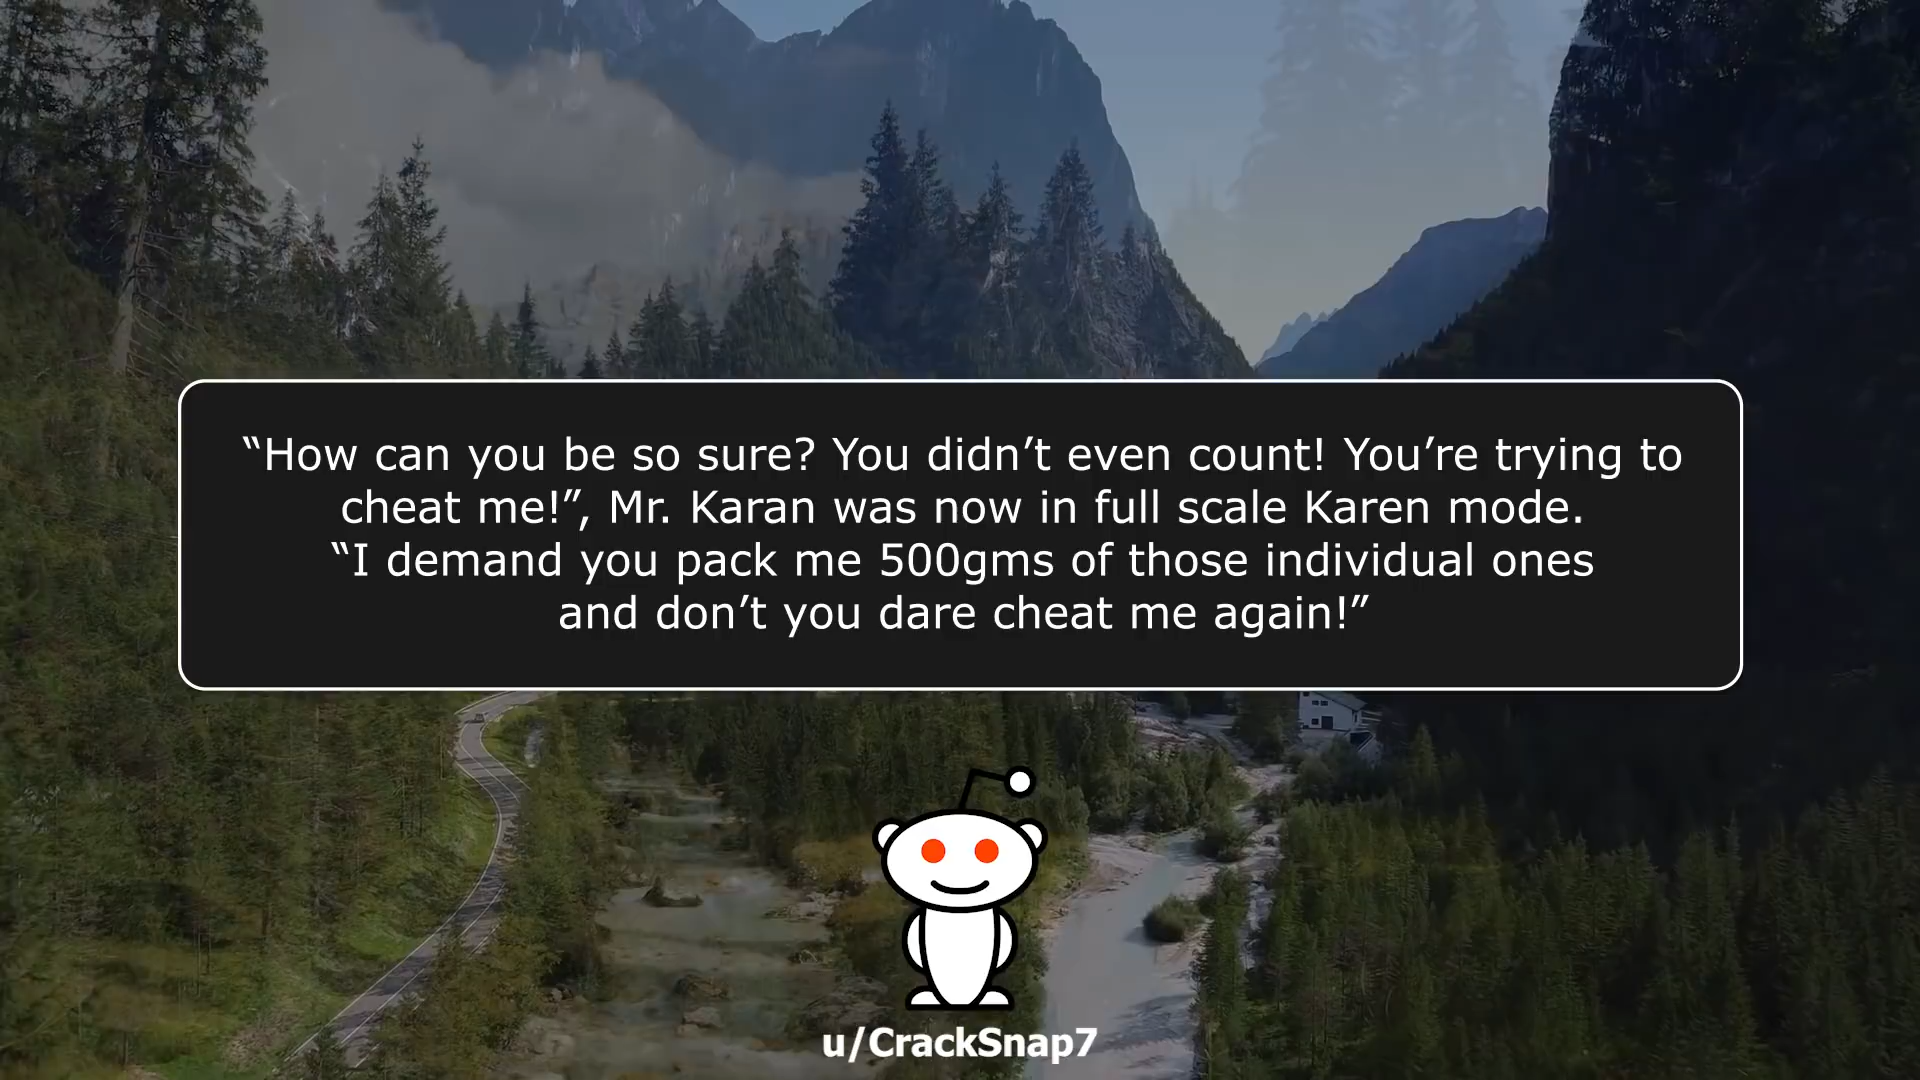 “How can you be so sure? You didn’t even count! You’re trying to
cheat me!”, Mr. Karan was now in full scale Karen mode.
“I demand you pack me 500gms of those individual ones
and don’t you dare cheat me again!”
u/CrackSnap7